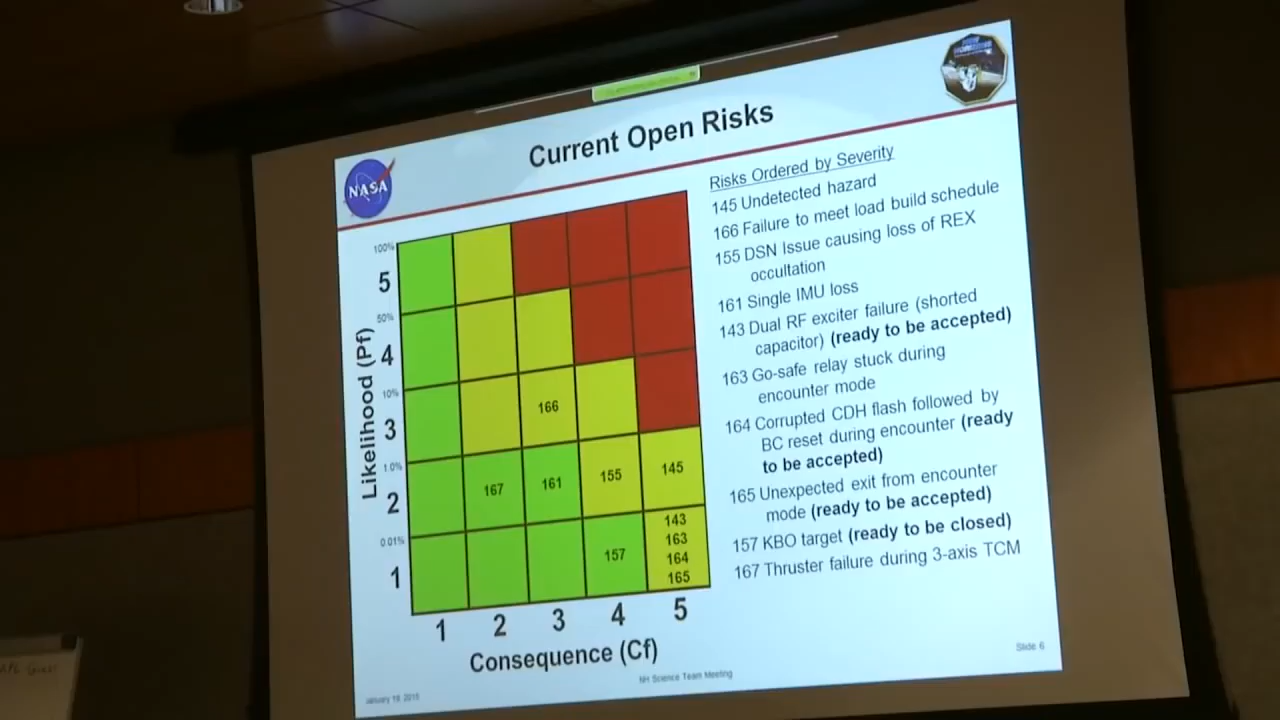 Current Open Risks
NASA
Risks Ordered by Severity
145 Undetected hazard
166 Failure to meet load build schedule
155 DSN Issue causing loss of REX
occultation
161 Single IMU loss
143 Dual RF exciter failure (shorted
capacitor) (ready to be accepted)
163 Go-safe relay stuck during
encounter mode
164 Corrupted CDH flash followed by
BC reset during encounter (ready
to be accepted)
165 Unexpected exit from encounter
mode (ready to be accepted)
157 KBO target (ready to be closed)
167 Thruster failure during 3-axis TCM
Likelihood (Pf)
100%
5
50%
4
10%
3
166
1.0%
2
167 161 155 145
0.01%
1
157
143
163
164
165
1 2 3 4 5
Consequence (Cf)
January 19, 2015
NH Science Team Meeting
Slide 6